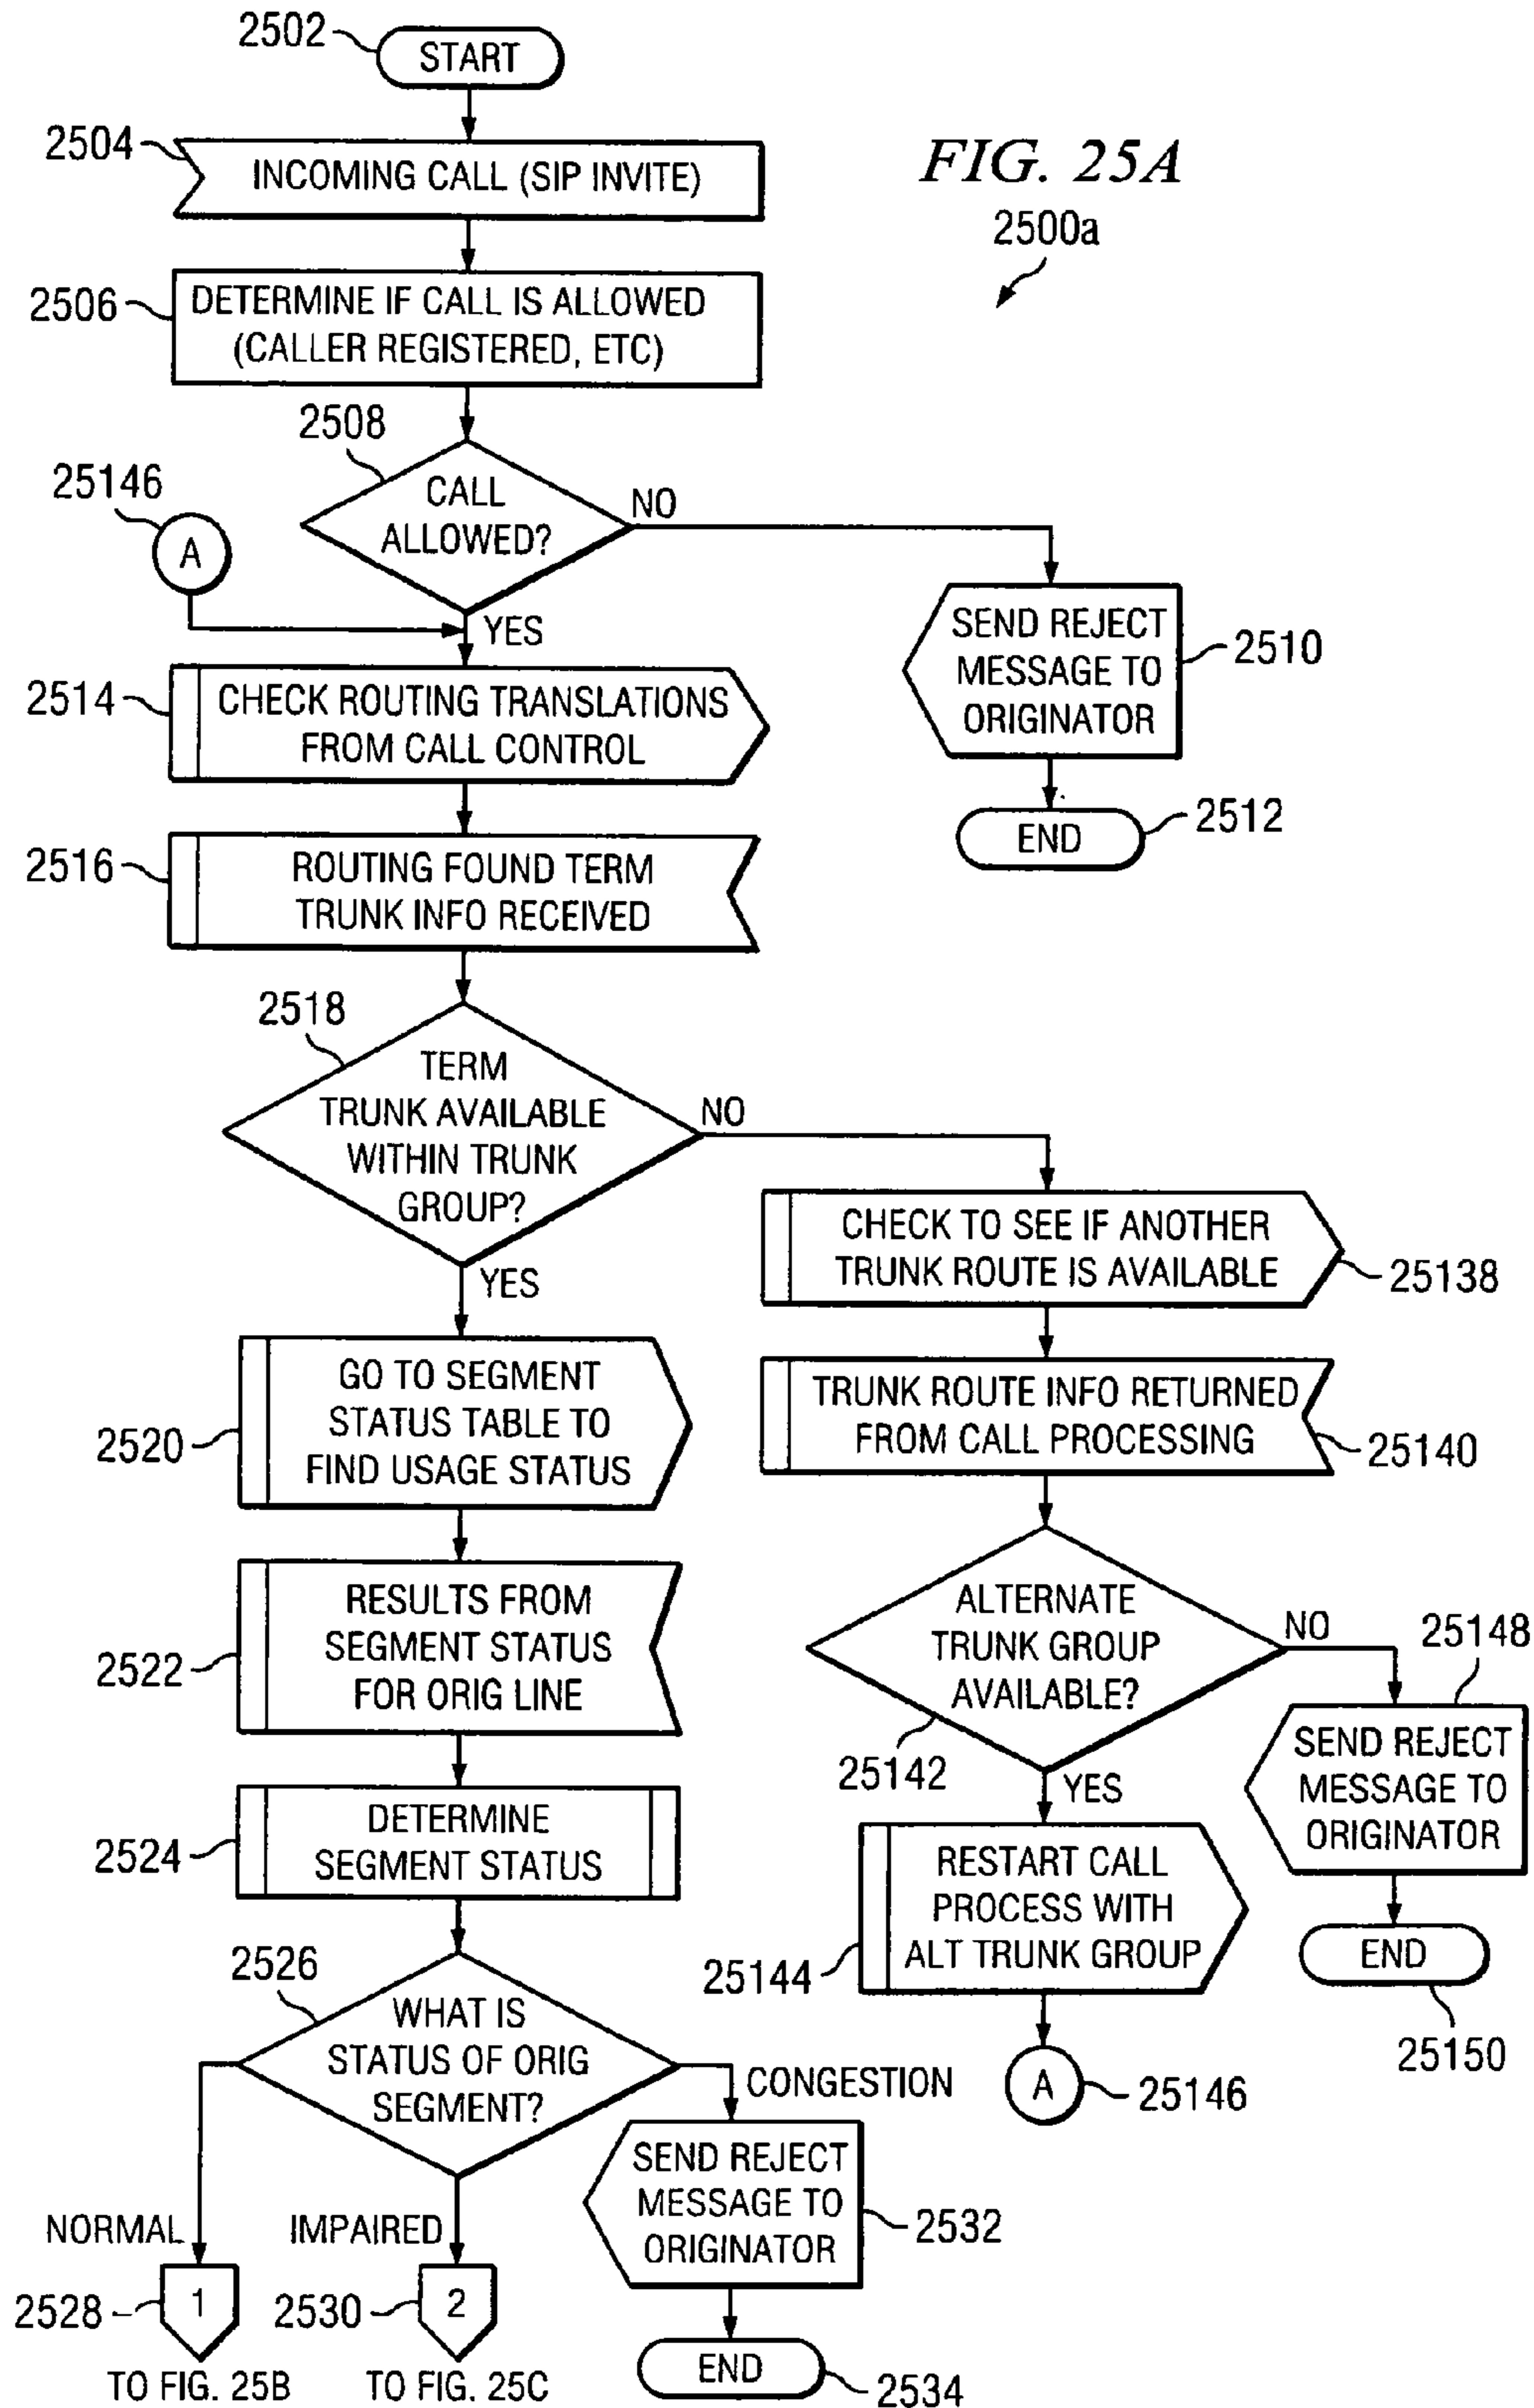 2502
START
2504
INCOMING CALL (SIP INVITE)
FIG. 25A
2500a
2506
DETERMINE IF CALL IS ALLOWED
(CALLER REGISTERED, ETC)
2508
CALL
ALLOWED?
NO
25146
A
YES
SEND REJECT
MESSAGE TO
ORIGINATOR
2510
END
2512
2514
CHECK ROUTING TRANSLATIONS
FROM CALL CONTROL
2516
ROUTING FOUND TERM
TRUNK INFO RECEIVED
2518
TERM
TRUNK AVAILABLE
WITHIN TRUNK
GROUP?
NO
YES
CHECK TO SEE IF ANOTHER
TRUNK ROUTE IS AVAILABLE
25138
TRUNK ROUTE INFO RETURNED
FROM CALL PROCESSING
25140
2520
GO TO SEGMENT
STATUS TABLE TO
FIND USAGE STATUS
2522
RESULTS FROM
SEGMENT STATUS
FOR ORIG LINE
ALTERNATE
TRUNK GROUP
AVAILABLE?
25142
NO
25148
SEND REJECT
MESSAGE TO
ORIGINATOR
END
25150
YES
RESTART CALL
PROCESS WITH
ALT TRUNK GROUP
25144
A
25146
2524
DETERMINE
SEGMENT STATUS
2526
WHAT IS
STATUS OF ORIG
SEGMENT?
CONGESTION
SEND REJECT
MESSAGE TO
ORIGINATOR
2532
END
2534
NORMAL
IMPAIRED
2528
1
2530
2
TO FIG. 25B
TO FIG. 25C